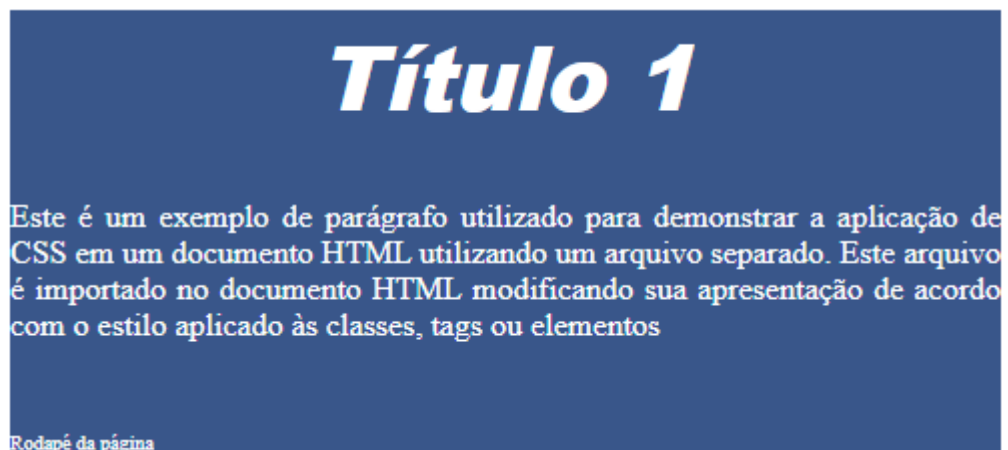 Título 1
Este é um exemplo de parágrafo utilizado para demonstrar a aplicação de
CSS em um documento HTML utilizando um arquivo separado. Este arquivo
é importado no documento HTML modificando sua apresentação de acordo
com o estilo aplicado às classes, tags ou elementos
Rodapé da página